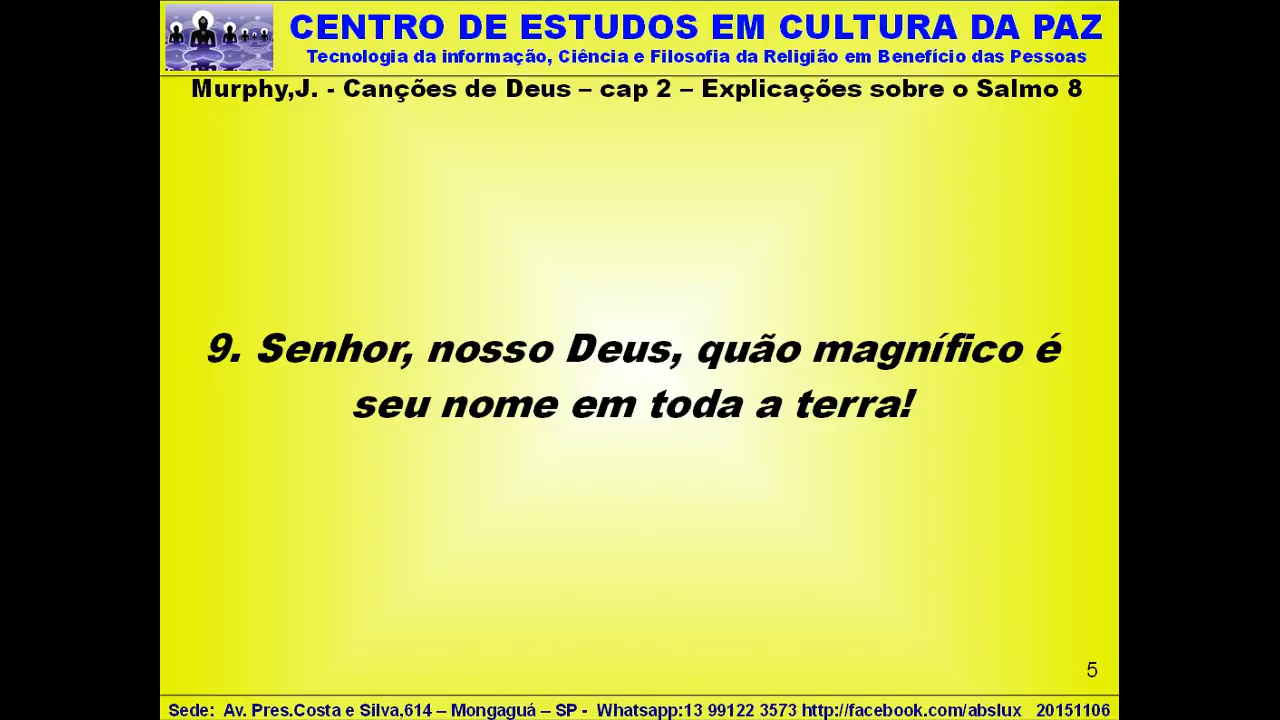 CENTRO DE ESTUDOS EM CULTURA DA PAZ
Tecnologia da informação, Ciência e Filosofia da Religião em Benefício das Pessoas
Murphy,J. - Canções de Deus – cap 2 – Explicações sobre o Salmo 8
9. Senhor, nosso Deus, quão magnífico é
seu nome em toda a terra!
5
Sede: Av. Pres.Costa e Silva,614 – Mongaguá – SP - Whatsapp:13 99122 3573 http://facebook.com/abslux 20151106